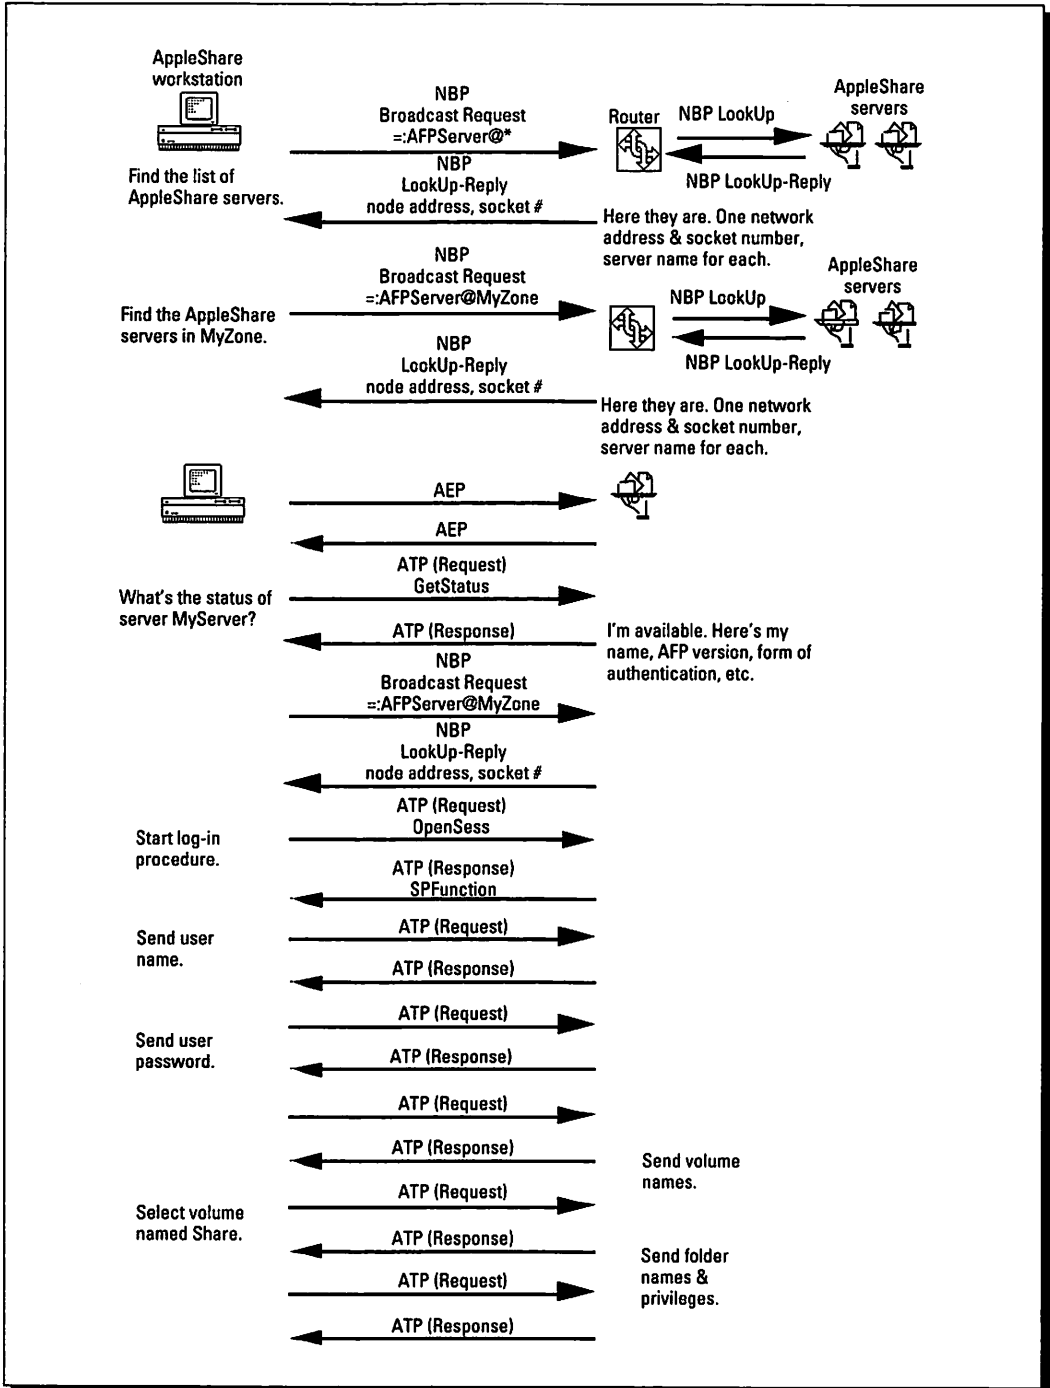 AppleShare
workstation
NBP
Broadcast Request
=:AFPServer@*
Router
NBP LookUp
AppleShare
servers
Find the list of
AppleShare servers.
NBP
LookUp-Reply
node address, socket #
NBP LookUp-Reply
Here they are. One network
address & socket number,
server name for each.
NBP
Broadcast Request
=:AFPServer@MyZone
Find the AppleShare
servers in MyZone.
NBP LookUp
AppleShare
servers
NBP
LookUp-Reply
node address, socket #
NBP LookUp-Reply
Here they are. One network
address & socket number,
server name for each.
AEP
AEP
ATP (Request)
GetStatus
What's the status of
server MyServer?
ATP (Response)
I'm available. Here's my
name, AFP version, form of
authentication, etc.
NBP
Broadcast Request
=:AFPServer@MyZone
NBP
LookUp-Reply
node address, socket #
ATP (Request)
OpenSess
Start log-in
procedure.
ATP (Response)
SPFunction
ATP (Request)
Send user
name.
ATP (Response)
ATP (Request)
Send user
password.
ATP (Response)
ATP (Request)
ATP (Response)
Send volume
names.
ATP (Request)
Select volume
named Share.
ATP (Response)
Send folder
names &
privileges.
ATP (Request)
ATP (Response)